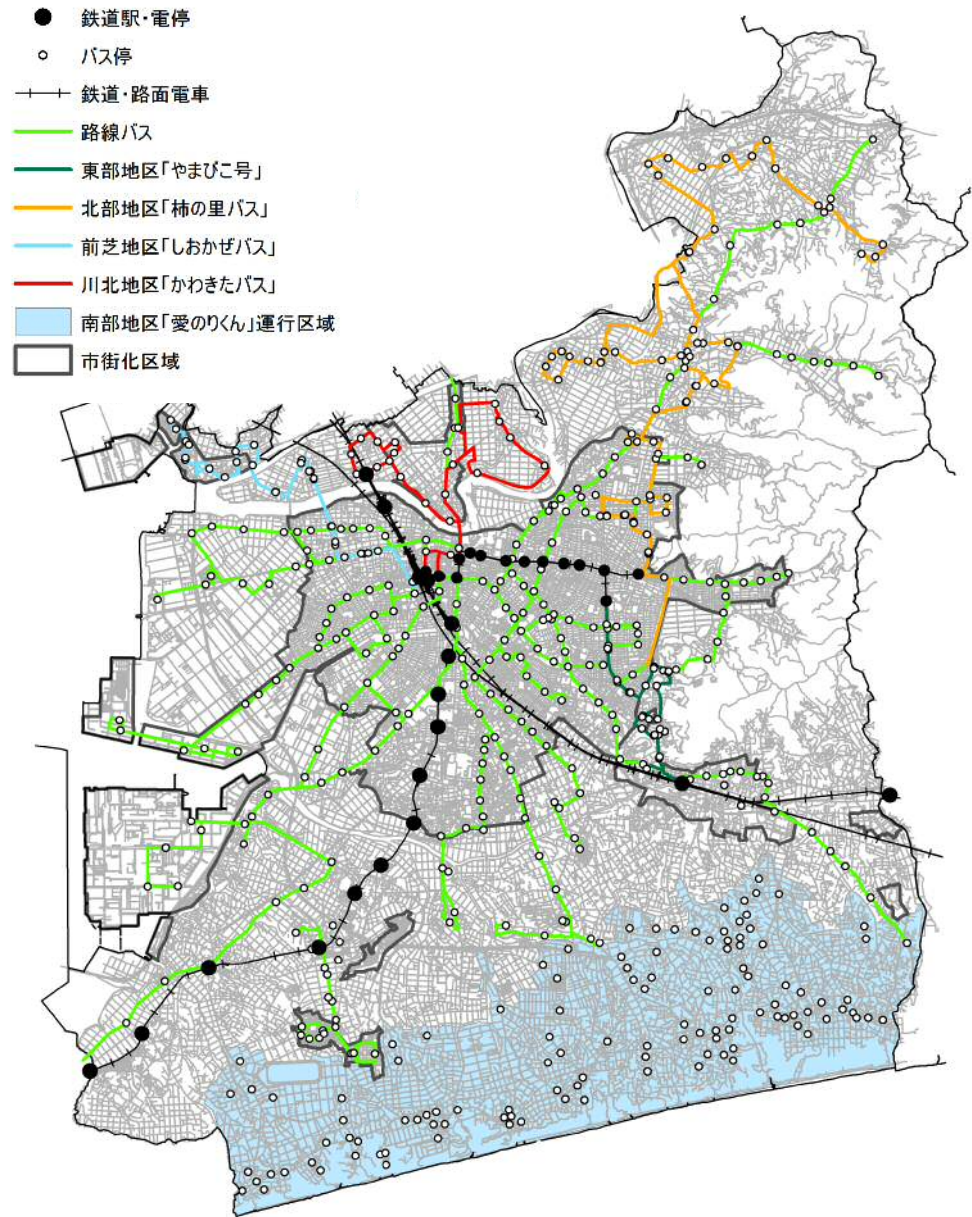 鉄道駅・電停
バス停
鉄道・路面電車
路線バス
東部地区「やまびこ号」
北部地区「柿の里バス」
前芝地区「しおかぜバス」
川北地区「かわきたバス」
南部地区「愛のりくん」運行区域
市街化区域